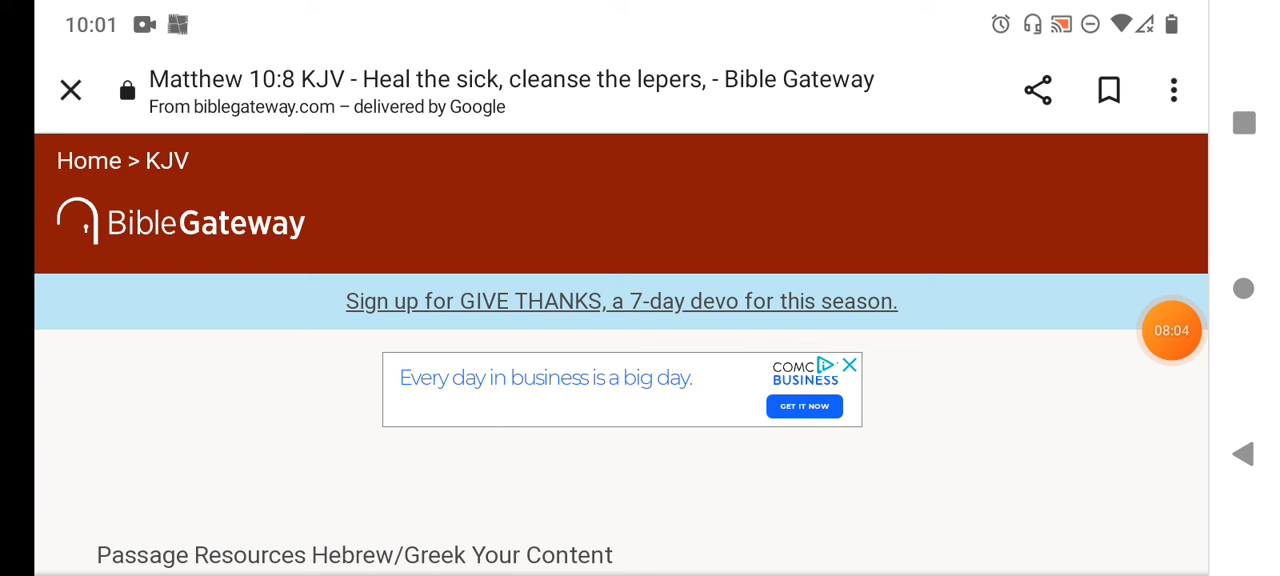 10:01
Matthew 10:8 KJV - Heal the sick, cleanse the lepers, - Bible Gateway
From biblegateway.com – delivered by Google
Home > KJV
BibleGateway
Sign up for GIVE THANKS, a 7-day devo for this season.
08:04
Every day in business is a big day.
COMC
BUSINESS
GET IT NOW
Passage Resources Hebrew/Greek Your Content